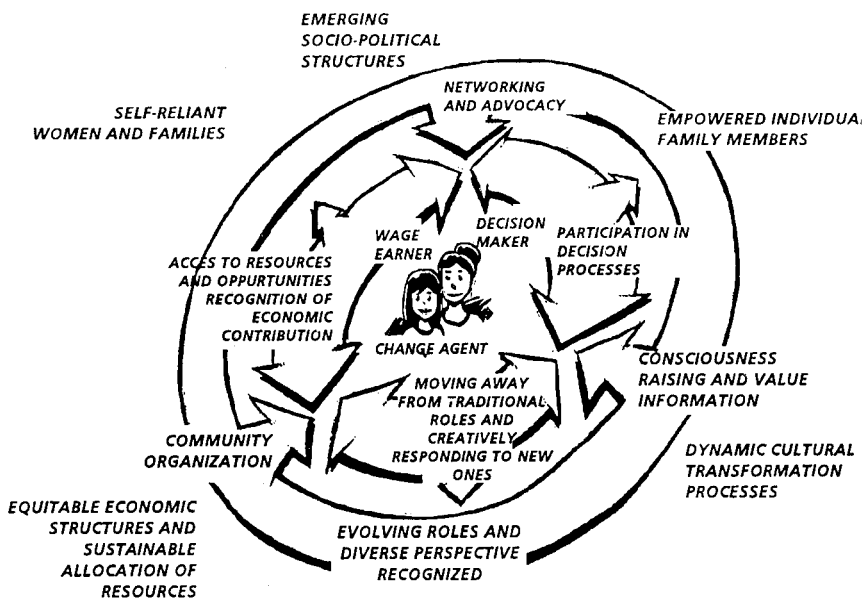 EMERGING
SOCIO-POLITICAL
STRUCTURES
NETWORKING
AND ADVOCACY
SELF-RELIANT
WOMEN AND FAMILIES
EMPOWERED INDIVIDUAL
FAMILY MEMBERS
WAGE
EARNER
DECISION
MAKER
PARTICIPATION IN
DECISION
PROCESSES
ACCES TO RESOURCES
AND OPPURTUNITIES
RECOGNITION OF
ECONOMIC
CONTRIBUTION
CHANGE AGENT
MOVING AWAY
FROM TRADITIONAL
ROLES AND
CREATIVELY
RESPONDING TO NEW
ONES
CONSCIOUSNESS
RAISING AND VALUE
INFORMATION
COMMUNITY
ORGANIZATION
DYNAMIC CULTURAL
TRANSFORMATION
PROCESSES
EQUITABLE ECONOMIC
STRUCTURES AND
SUSTAINABLE
ALLOCATION OF
RESOURCES
EVOLVING ROLES AND
DIVERSE PERSPECTIVE
RECOGNIZED